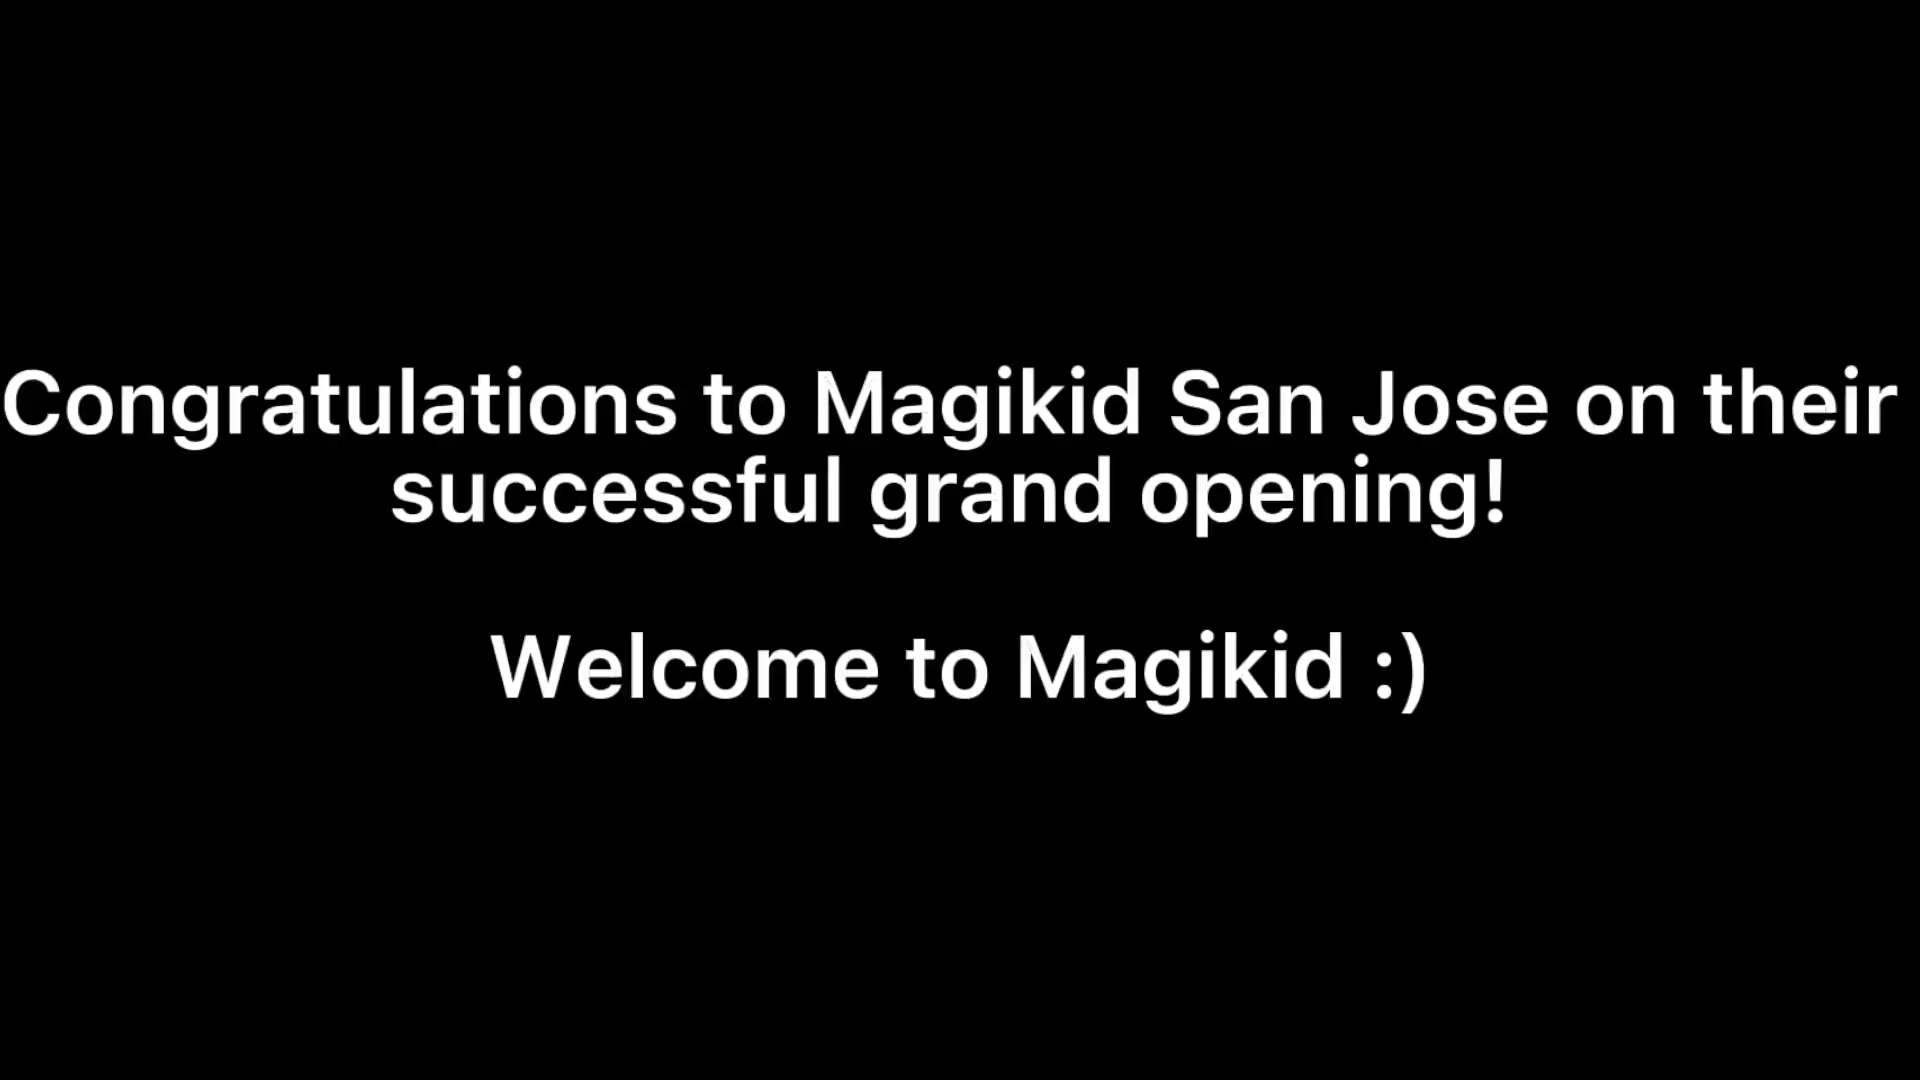 Congratulations to Magikid San Jose on their
successful grand opening!
Welcome to Magikid :)